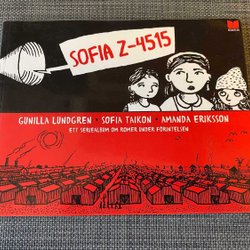 SOFIA Z-4515
GUNILLA LUNDGREN · SOFIA TAIKON · AMANDA ERIKSSON
ETT SERIEALBUM OM ROMER UNDER FÖRINTELSEN